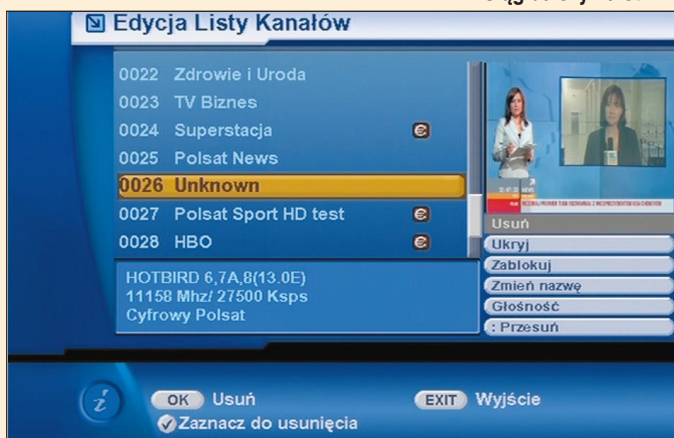 Edycja Listy Kanałów
0022 Zdrowie i Uroda
0023 TV Biznes
0024 Superstacja
0025 Polsat News
0026 Unknown
0027 Polsat Sport HD test
0028 HBO
HOTBIRD 6,7A,8(13.0E)
11158 Mhz/ 27500 Ksps
Cyfrowy Polsat
Usuń
Ukryj
Zablokuj
Zmień nazwę
Głośność
: Przesuń
OK Usuń
EXIT Wyjście
Zaznacz do usunięcia